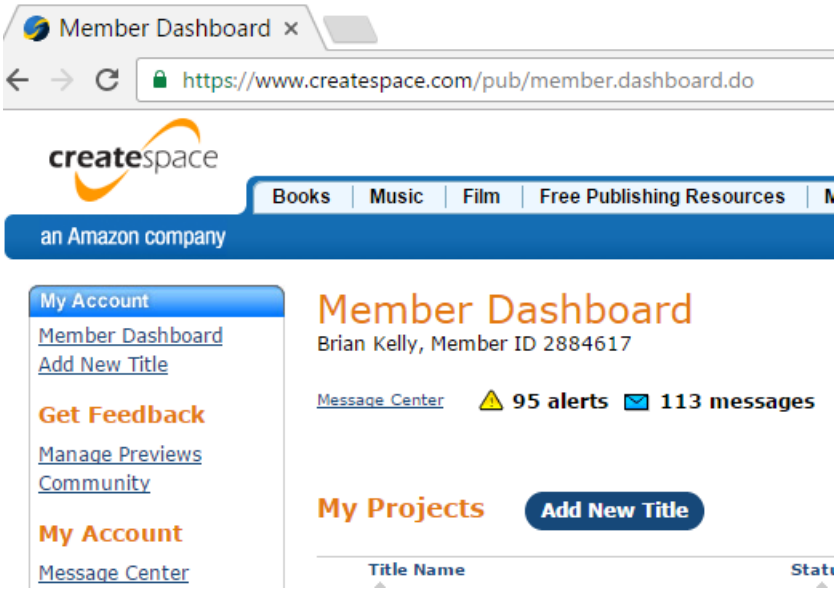 Member Dashboard
https://www.createspace.com/pub/member.dashboard.do
createspace
Books Music Film Free Publishing Resources
an Amazon company
My Account
Member Dashboard
Add New Title
Get Feedback
Manage Previews
Community
My Account
Message Center
Member Dashboard
Brian Kelly, Member ID 2884617
Message Center 95 alerts 113 messages
My Projects Add New Title
Title Name